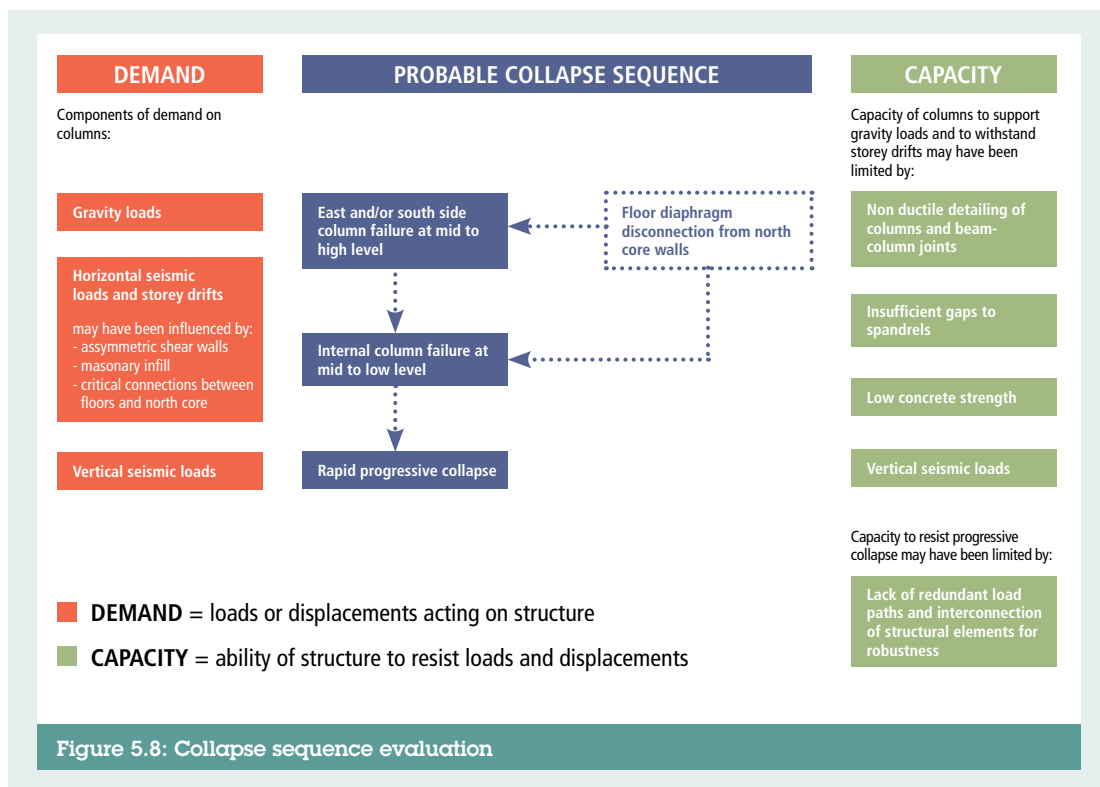 DEMAND
Components of demand on
columns:
Gravity loads
Horizontal seismic
loads and storey drifts
may have been influenced by:
- assymetric shear walls
- masonary infill
- critical connections between
floors and north core
Vertical seismic loads
PROBABLE COLLAPSE SEQUENCE
East and/or south side
column failure at mid to
high level
Floor diaphragm
disconnection from north
core walls
Internal column failure at
mid to low level
Rapid progressive collapse
CAPACITY
Capacity of columns to support
gravity loads and to withstand
storey drifts may have been
limited by:
Non ductile detailing of
columns and beam-
column joints
Insufficient gaps to
spandrels
Low concrete strength
Vertical seismic loads
Capacity to resist progressive
collapse may have been limited by:
Lack of redundant load
paths and interconnection
of structural elements for
robustness
DEMAND = loads or displacements acting on structure
CAPACITY = ability of structure to resist loads and displacements
Figure 5.8: Collapse sequence evaluation